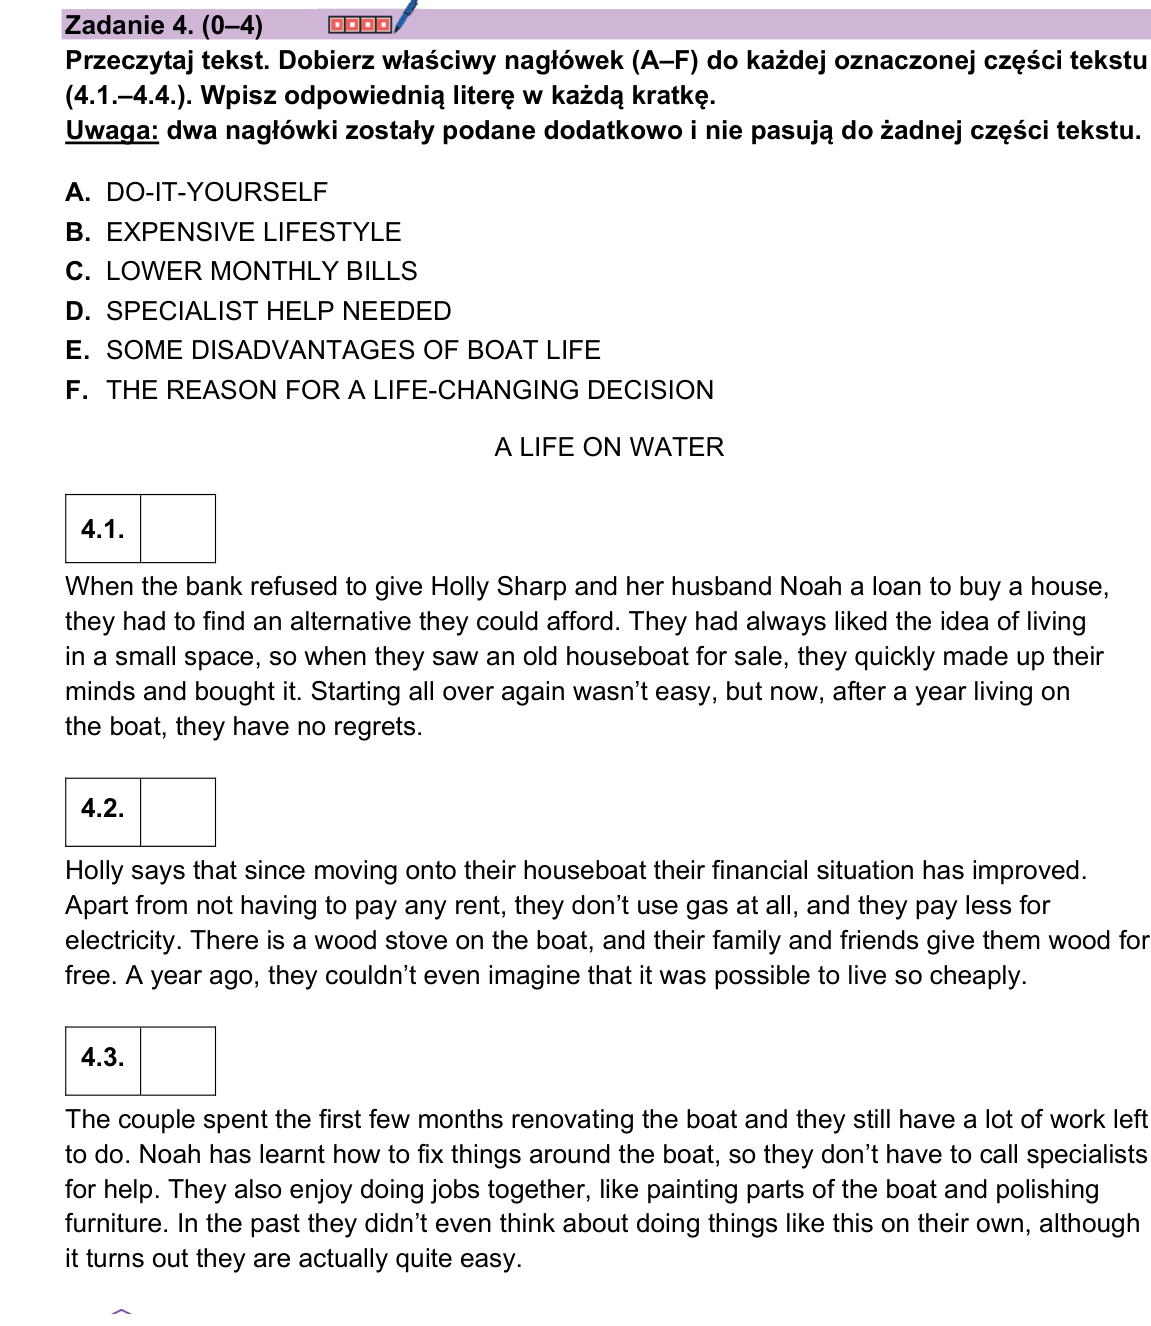 Zadanie 4. (0–4)
Przeczytaj tekst. Dobierz właściwy nagłówek (A–F) do każdej oznaczonej części tekstu
(4.1.–4.4.). Wpisz odpowiednią literę w każdą kratkę.
Uwaga: dwa nagłówki zostały podane dodatkowo i nie pasują do żadnej części tekstu.
A. DO-IT-YOURSELF
B. EXPENSIVE LIFESTYLE
C. LOWER MONTHLY BILLS
D. SPECIALIST HELP NEEDED
E. SOME DISADVANTAGES OF BOAT LIFE
F. THE REASON FOR A LIFE-CHANGING DECISION
A LIFE ON WATER
4.1.
When the bank refused to give Holly Sharp and her husband Noah a loan to buy a house,
they had to find an alternative they could afford. They had always liked the idea of living
in a small space, so when they saw an old houseboat for sale, they quickly made up their
minds and bought it. Starting all over again wasn’t easy, but now, after a year living on
the boat, they have no regrets.
4.2.
Holly says that since moving onto their houseboat their financial situation has improved.
Apart from not having to pay any rent, they don’t use gas at all, and they pay less for
electricity. There is a wood stove on the boat, and their family and friends give them wood for
free. A year ago, they couldn’t even imagine that it was possible to live so cheaply.
4.3.
The couple spent the first few months renovating the boat and they still have a lot of work left
to do. Noah has learnt how to fix things around the boat, so they don’t have to call specialists
for help. They also enjoy doing jobs together, like painting parts of the boat and polishing
furniture. In the past they didn’t even think about doing things like this on their own, although
it turns out they are actually quite easy.